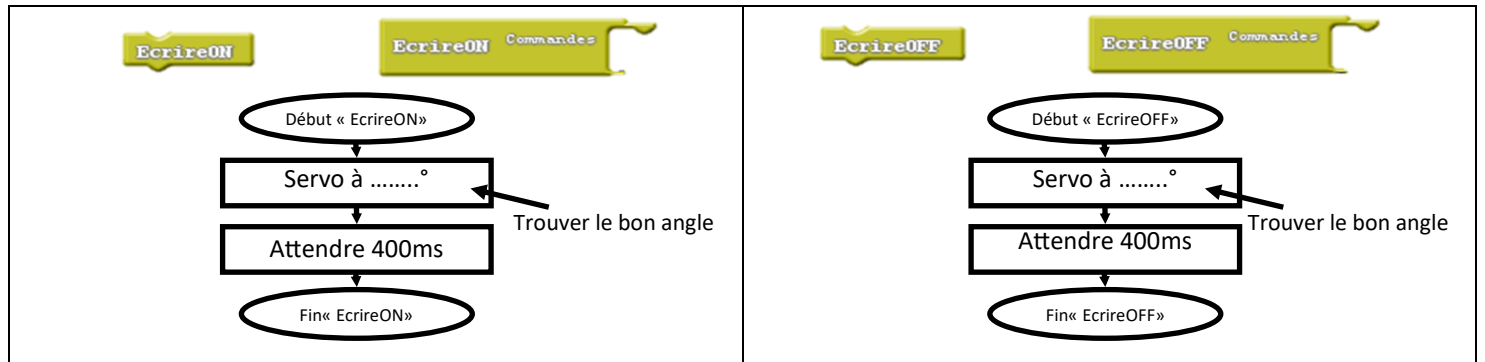 EcrireON
EcrireON Commandes
Début « EcrireON»
Servo à ……..°
Trouver le bon angle
Attendre 400ms
Fin« EcrireON»
EcrireOFF
EcrireOFF Commandes
Début « EcrireOFF»
Servo à ……..°
Trouver le bon angle
Attendre 400ms
Fin« EcrireOFF»